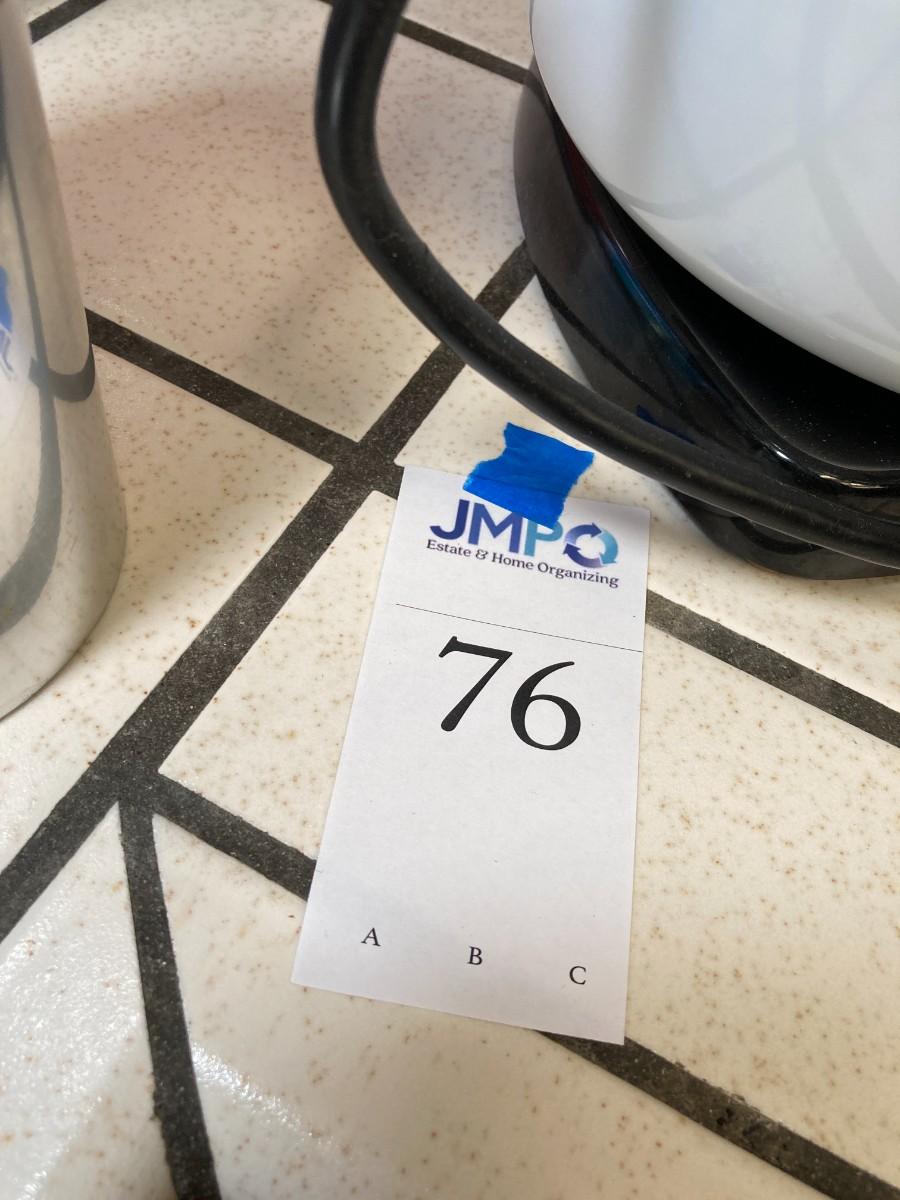 JMPO
Estate & Home Organizing
76
A B C